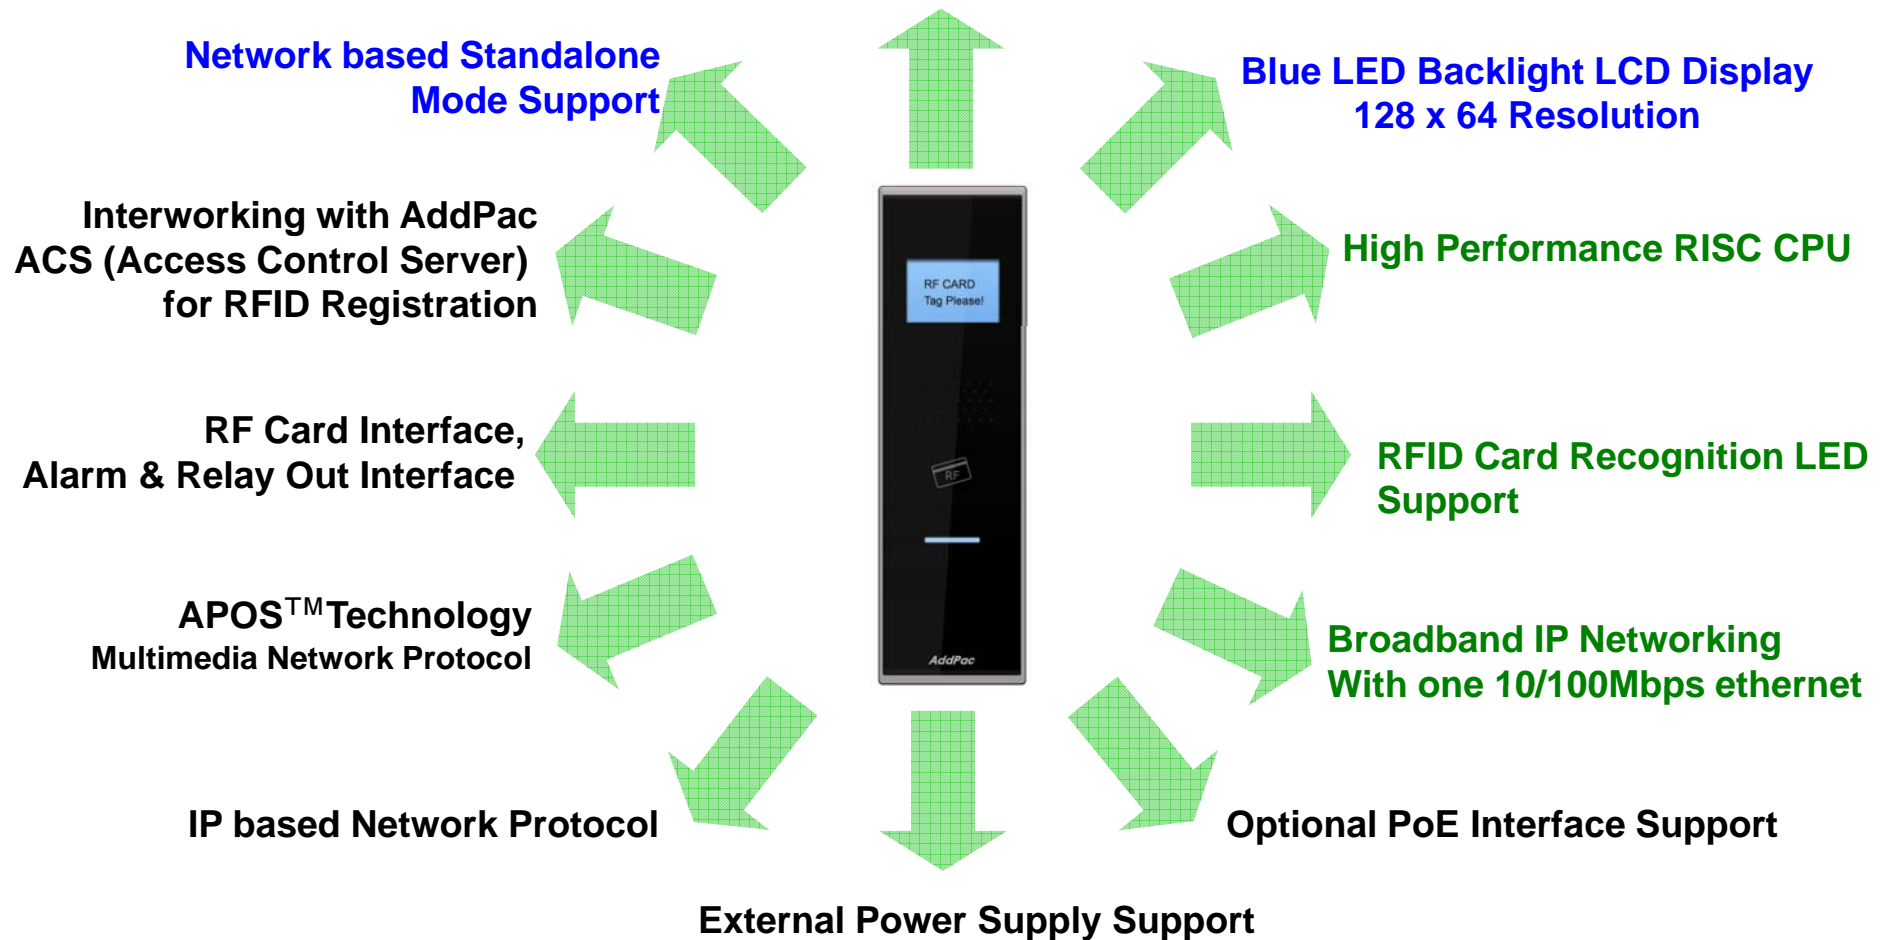 Network based Standalone
Mode Support
Blue LED Backlight LCD Display
128 x 64 Resolution
Interworking with AddPac
ACS (Access Control Server)
for RFID Registration
High Performance RISC CPU
RF CARD
Tag Please!
RF Card Interface,
Alarm & Relay Out Interface
RFID Card Recognition LED
Support
RF
APOS™Technology
Multimedia Network Protocol
Broadband IP Networking
With one 10/100Mbps ethernet
AddPac
IP based Network Protocol
Optional PoE Interface Support
External Power Supply Support